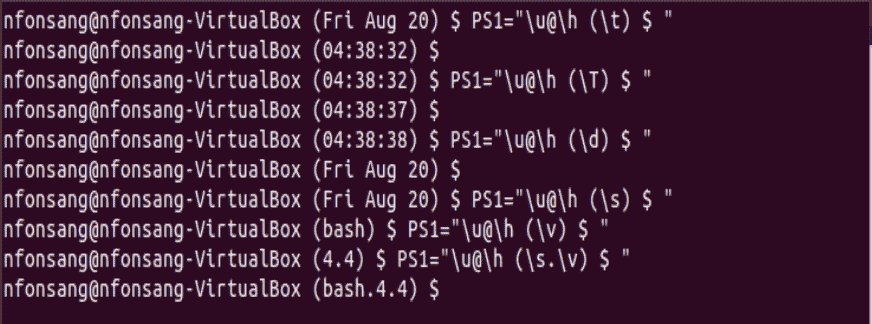 nfonsang@nfonsang-VirtualBox (Fri Aug 20) $ PS1="\u@\h (\t) $ "
nfonsang@nfonsang-VirtualBox (04:38:32) $
nfonsang@nfonsang-VirtualBox (04:38:32) $ PS1="\u@\h (\T) $ "
nfonsang@nfonsang-VirtualBox (04:38:37) $
nfonsang@nfonsang-VirtualBox (04:38:38) $ PS1="\u@\h (\d) $ "
nfonsang@nfonsang-VirtualBox (Fri Aug 20) $
nfonsang@nfonsang-VirtualBox (Fri Aug 20) $ PS1="\u@\h (\s) $ "
nfonsang@nfonsang-VirtualBox (bash) $ PS1="\u@\h (\v) $ "
nfonsang@nfonsang-VirtualBox (4.4) $ PS1="\u@\h (\s.\v) $ "
nfonsang@nfonsang-VirtualBox (bash.4.4) $